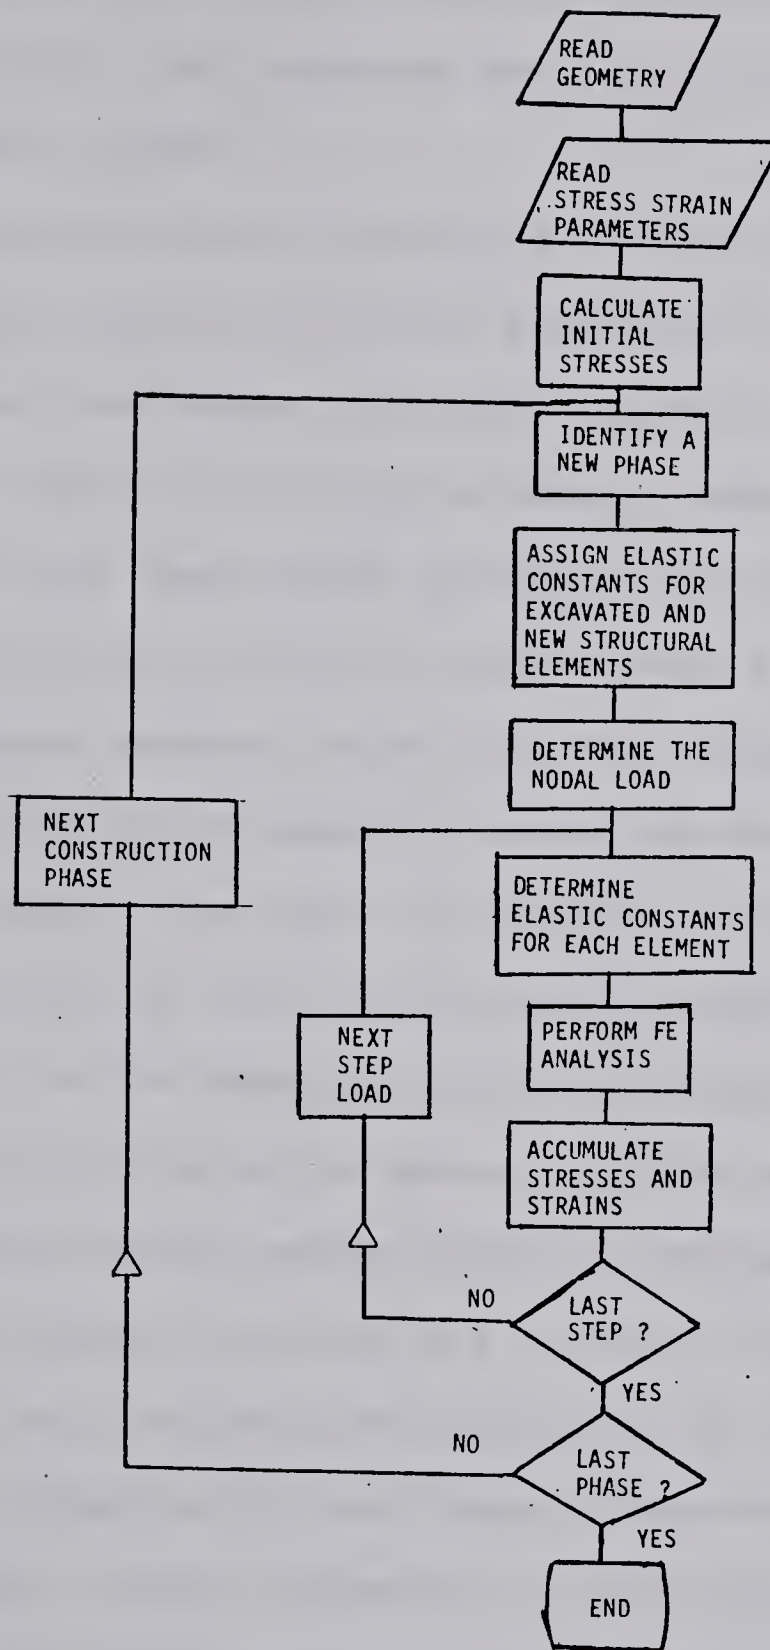 READ
GEOMETRY
READ
STRESS STRAIN
PARAMETERS
CALCULATE
INITIAL
STRESSES
IDENTIFY A
NEW PHASE
ASSIGN ELASTIC
CONSTANTS FOR
EXCAVATED AND
NEW STRUCTURAL
ELEMENTS
DETERMINE THE
NODAL LOAD
NEXT
CONSTRUCTION
PHASE
DETERMINE
ELASTIC CONSTANTS
FOR EACH ELEMENT
NEXT
STEP
LOAD
PERFORM FE
ANALYSIS
ACCUMULATE
STRESSES AND
STRAINS
NO
LAST
STEP ?
YES
NO
LAST
PHASE ?
YES
END